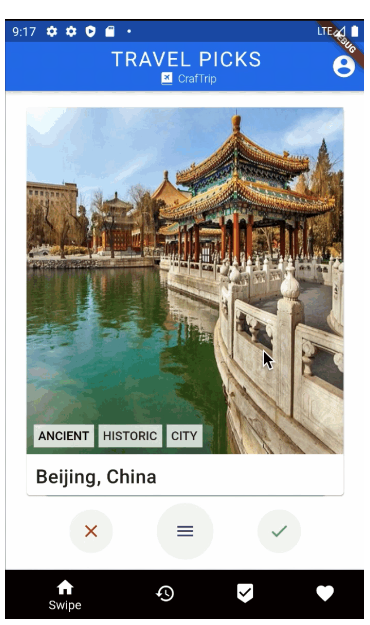 9:17
LTE
DEBUG
TRAVEL PICKS
CrafTrip
ANCIENT
HISTORIC
CITY
Beijing, China
Swipe